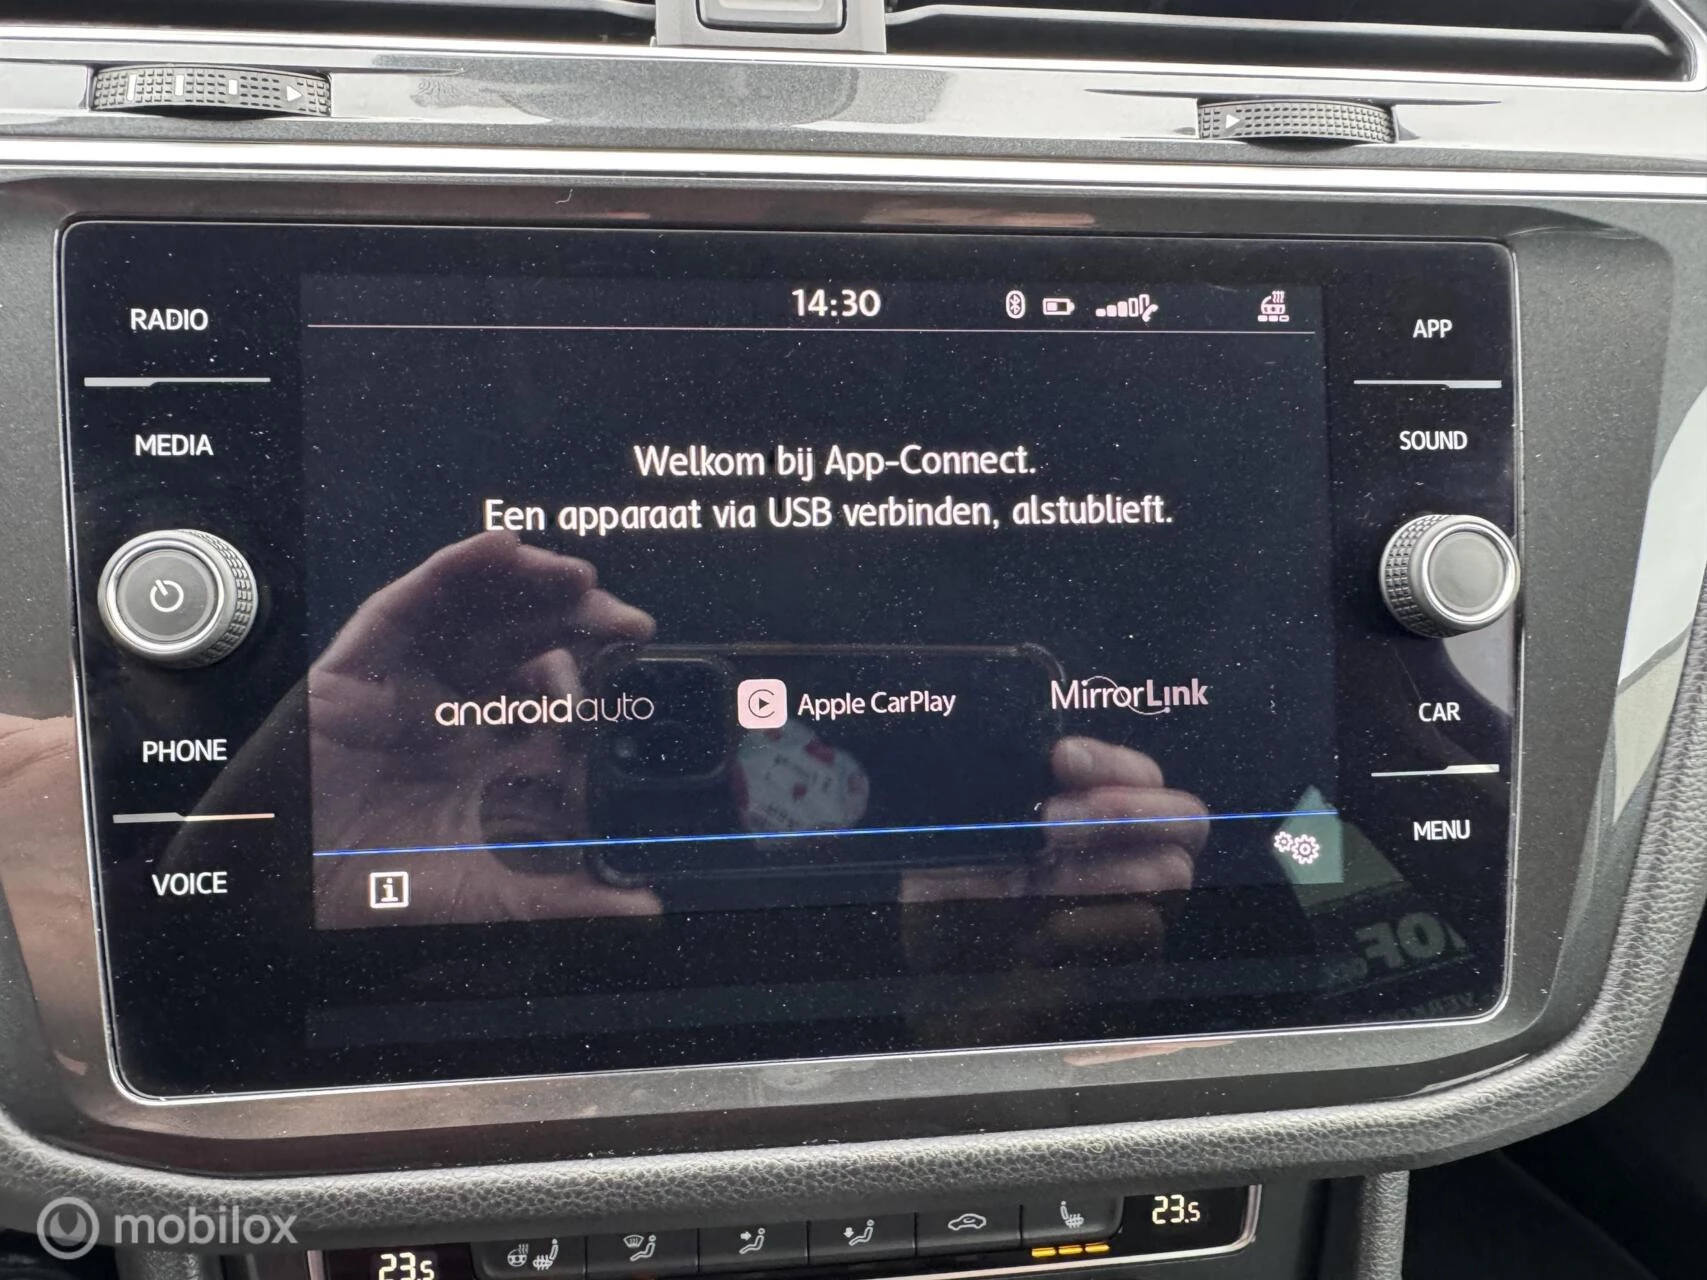 14:30
RADIO
APP
MEDIA
SOUND
Welkom bij App-Connect.
Een apparaat via USB verbinden, alstublieft.
androidauto
Apple CarPlay
MirrorLink
PHONE
CAR
VOICE
MENU
i
23.5
23.5
mobilox